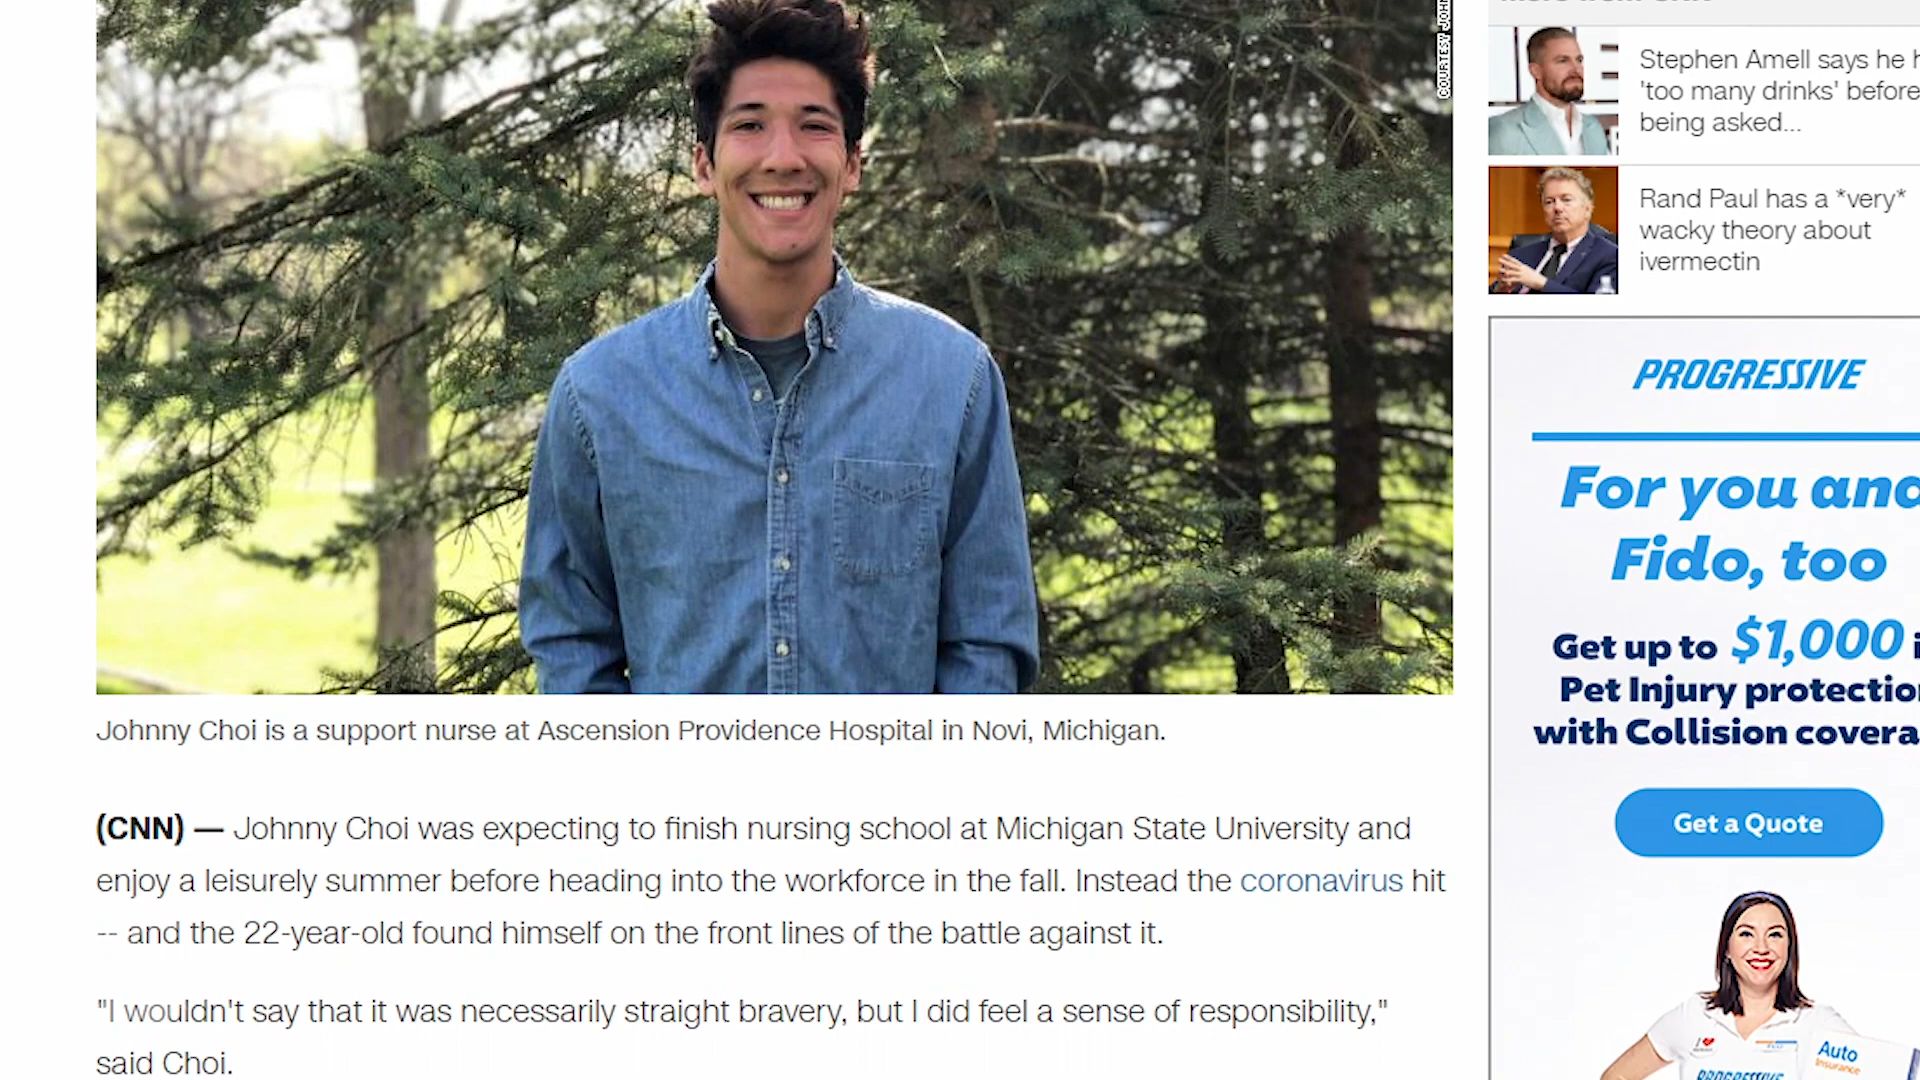 COURTESY JOHN
Johnny Choi is a support nurse at Ascension Providence Hospital in Novi, Michigan.
(CNN) — Johnny Choi was expecting to finish nursing school at Michigan State University and
enjoy a leisurely summer before heading into the workforce in the fall. Instead the coronavirus hit
-- and the 22-year-old found himself on the front lines of the battle against it.
"I wouldn't say that it was necessarily straight bravery, but I did feel a sense of responsibility,"
said Choi.
Stephen Amell says he h
'too many drinks' before
being asked...
Rand Paul has a *very*
wacky theory about
ivermectin
PROGRESSIVE
For you and
Fido, too
Get up to $1,000 i
Pet Injury protection
with Collision covera
Get a Quote
Auto
Insurance
PROGRESSIVE